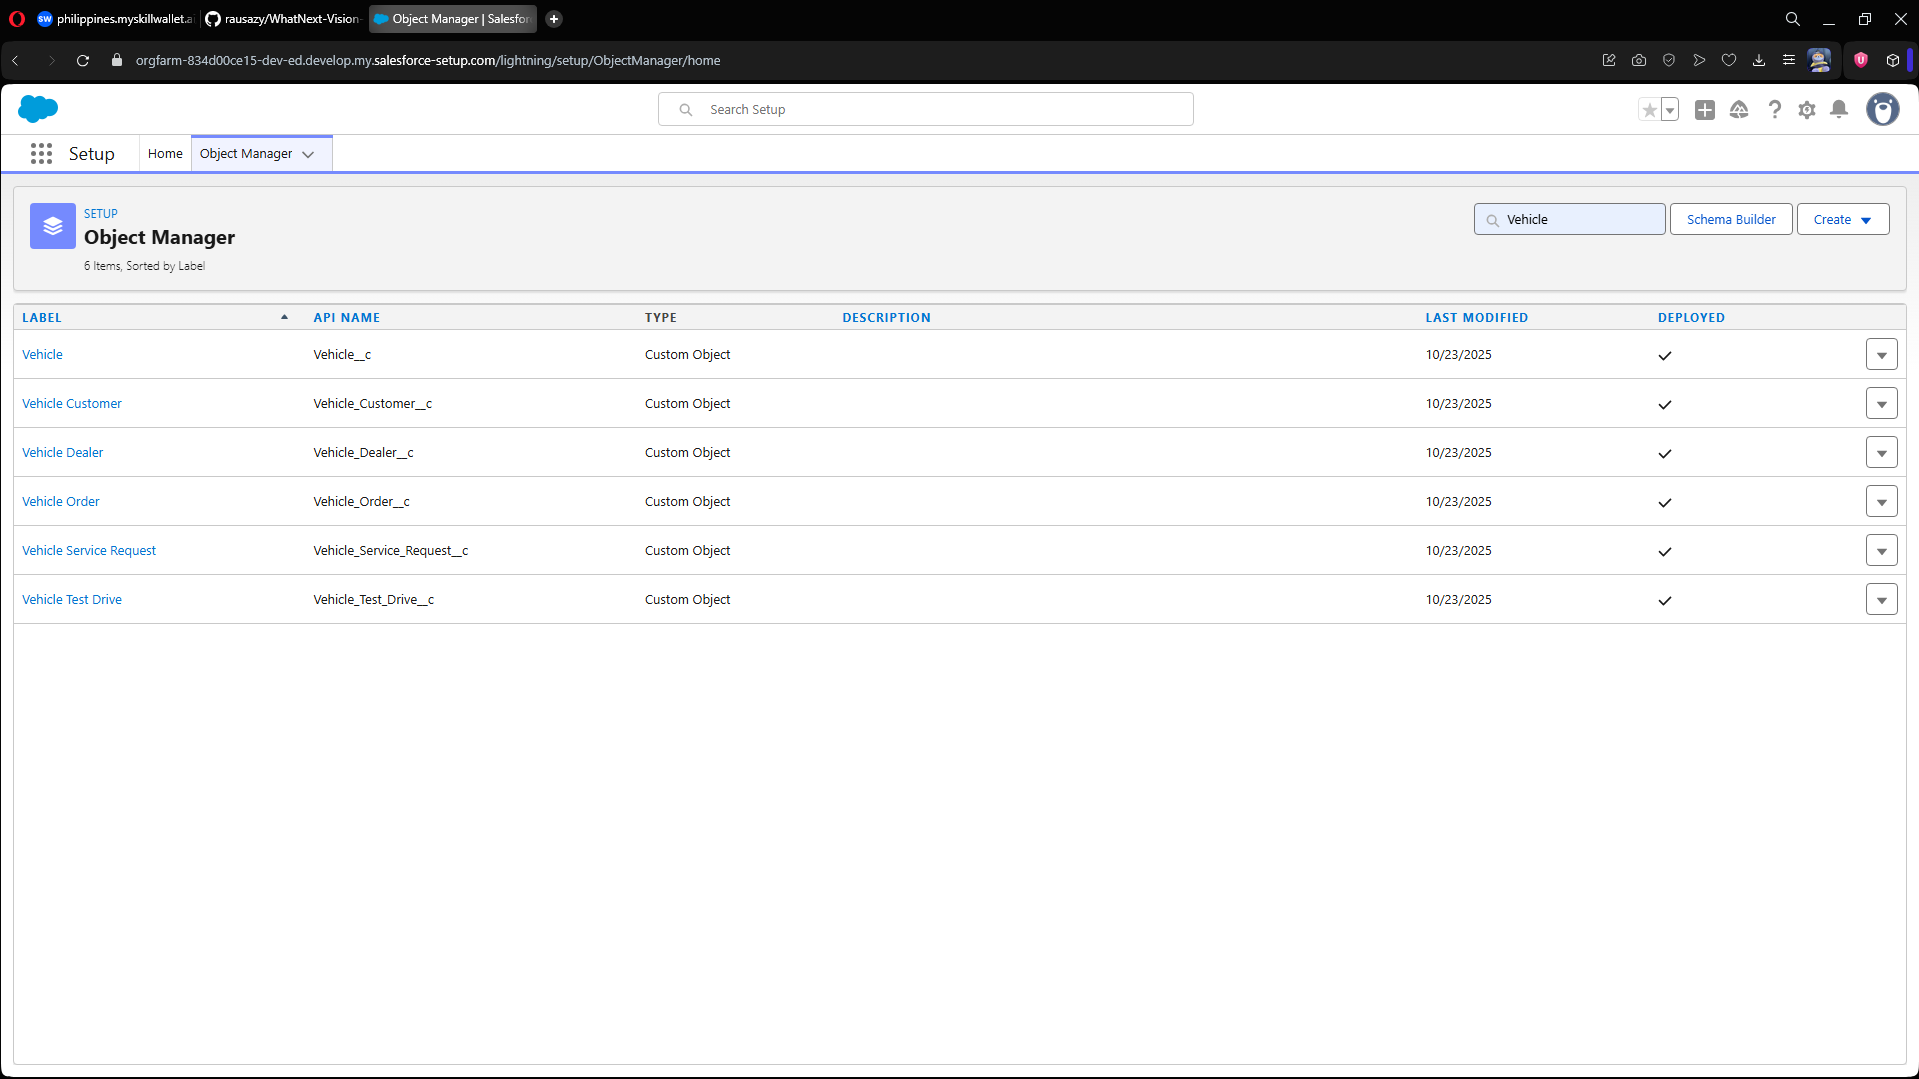 philippines.myskillwallet.a
rausazy/WhatNext-Vision-
Object Manager | Salesfor
orgfarm-834d00ce15-dev-ed.develop.my.salesforce-setup.com/lightning/setup/ObjectManager/home
Search Setup
Setup
Home
Object Manager
SETUP
Object Manager
6 Items, Sorted by Label
Vehicle
Schema Builder
Create
LABEL API NAME TYPE DESCRIPTION LAST MODIFIED DEPLOYED
Vehicle Vehicle__c Custom Object 10/23/2025
Vehicle Customer Vehicle_Customer__c Custom Object 10/23/2025
Vehicle Dealer Vehicle_Dealer__c Custom Object 10/23/2025
Vehicle Order Vehicle_Order__c Custom Object 10/23/2025
Vehicle Service Request Vehicle_Service_Request__c Custom Object 10/23/2025
Vehicle Test Drive Vehicle_Test_Drive__c Custom Object 10/23/2025